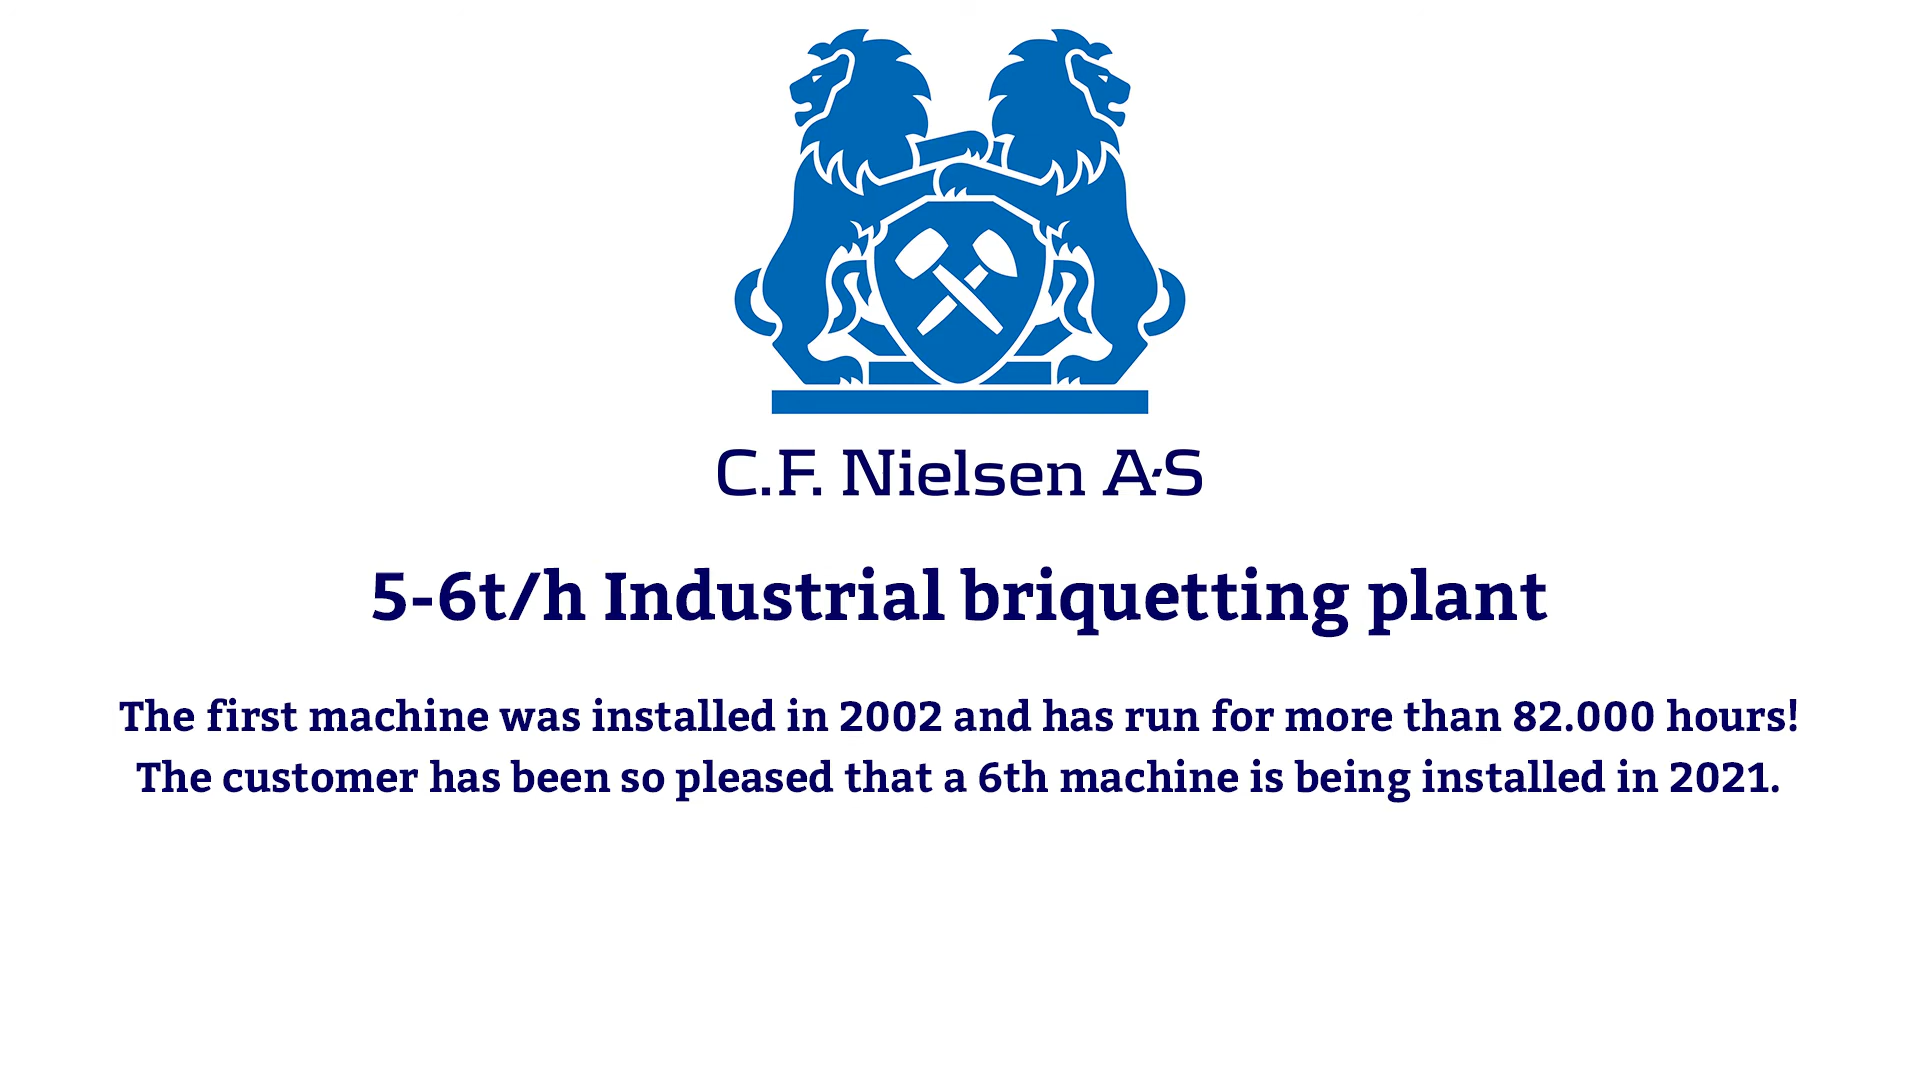 C.F. Nielsen A/S
5-6t/h Industrial briquetting plant
The first machine was installed in 2002 and has run for more than 82.000 hours!
The customer has been so pleased that a 6th machine is being installed in 2021.